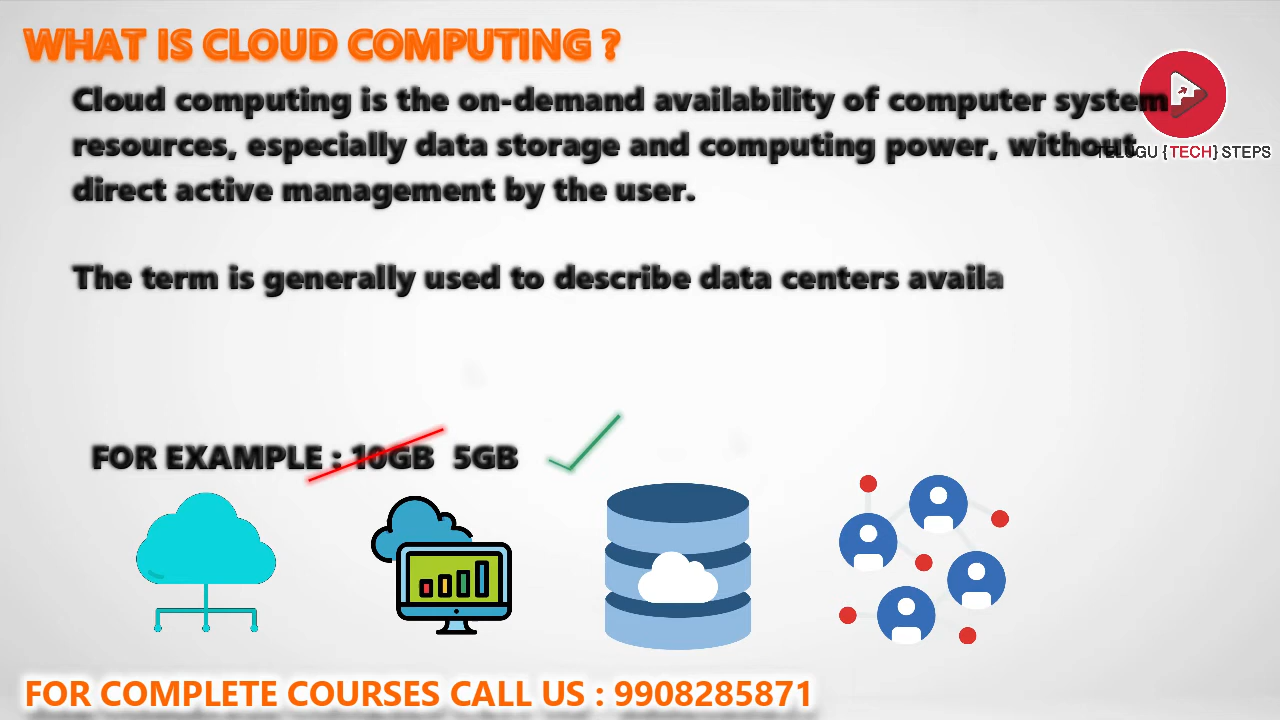 WHAT IS CLOUD COMPUTING ?
Cloud computing is the on-demand availability of computer system
resources, especially data storage and computing power, without
direct active management by the user.
TELUGU {TECH} STEPS
The term is generally used to describe data centers availa
FOR EXAMPLE : 10GB 5GB
FOR COMPLETE COURSES CALL US : 9908285871